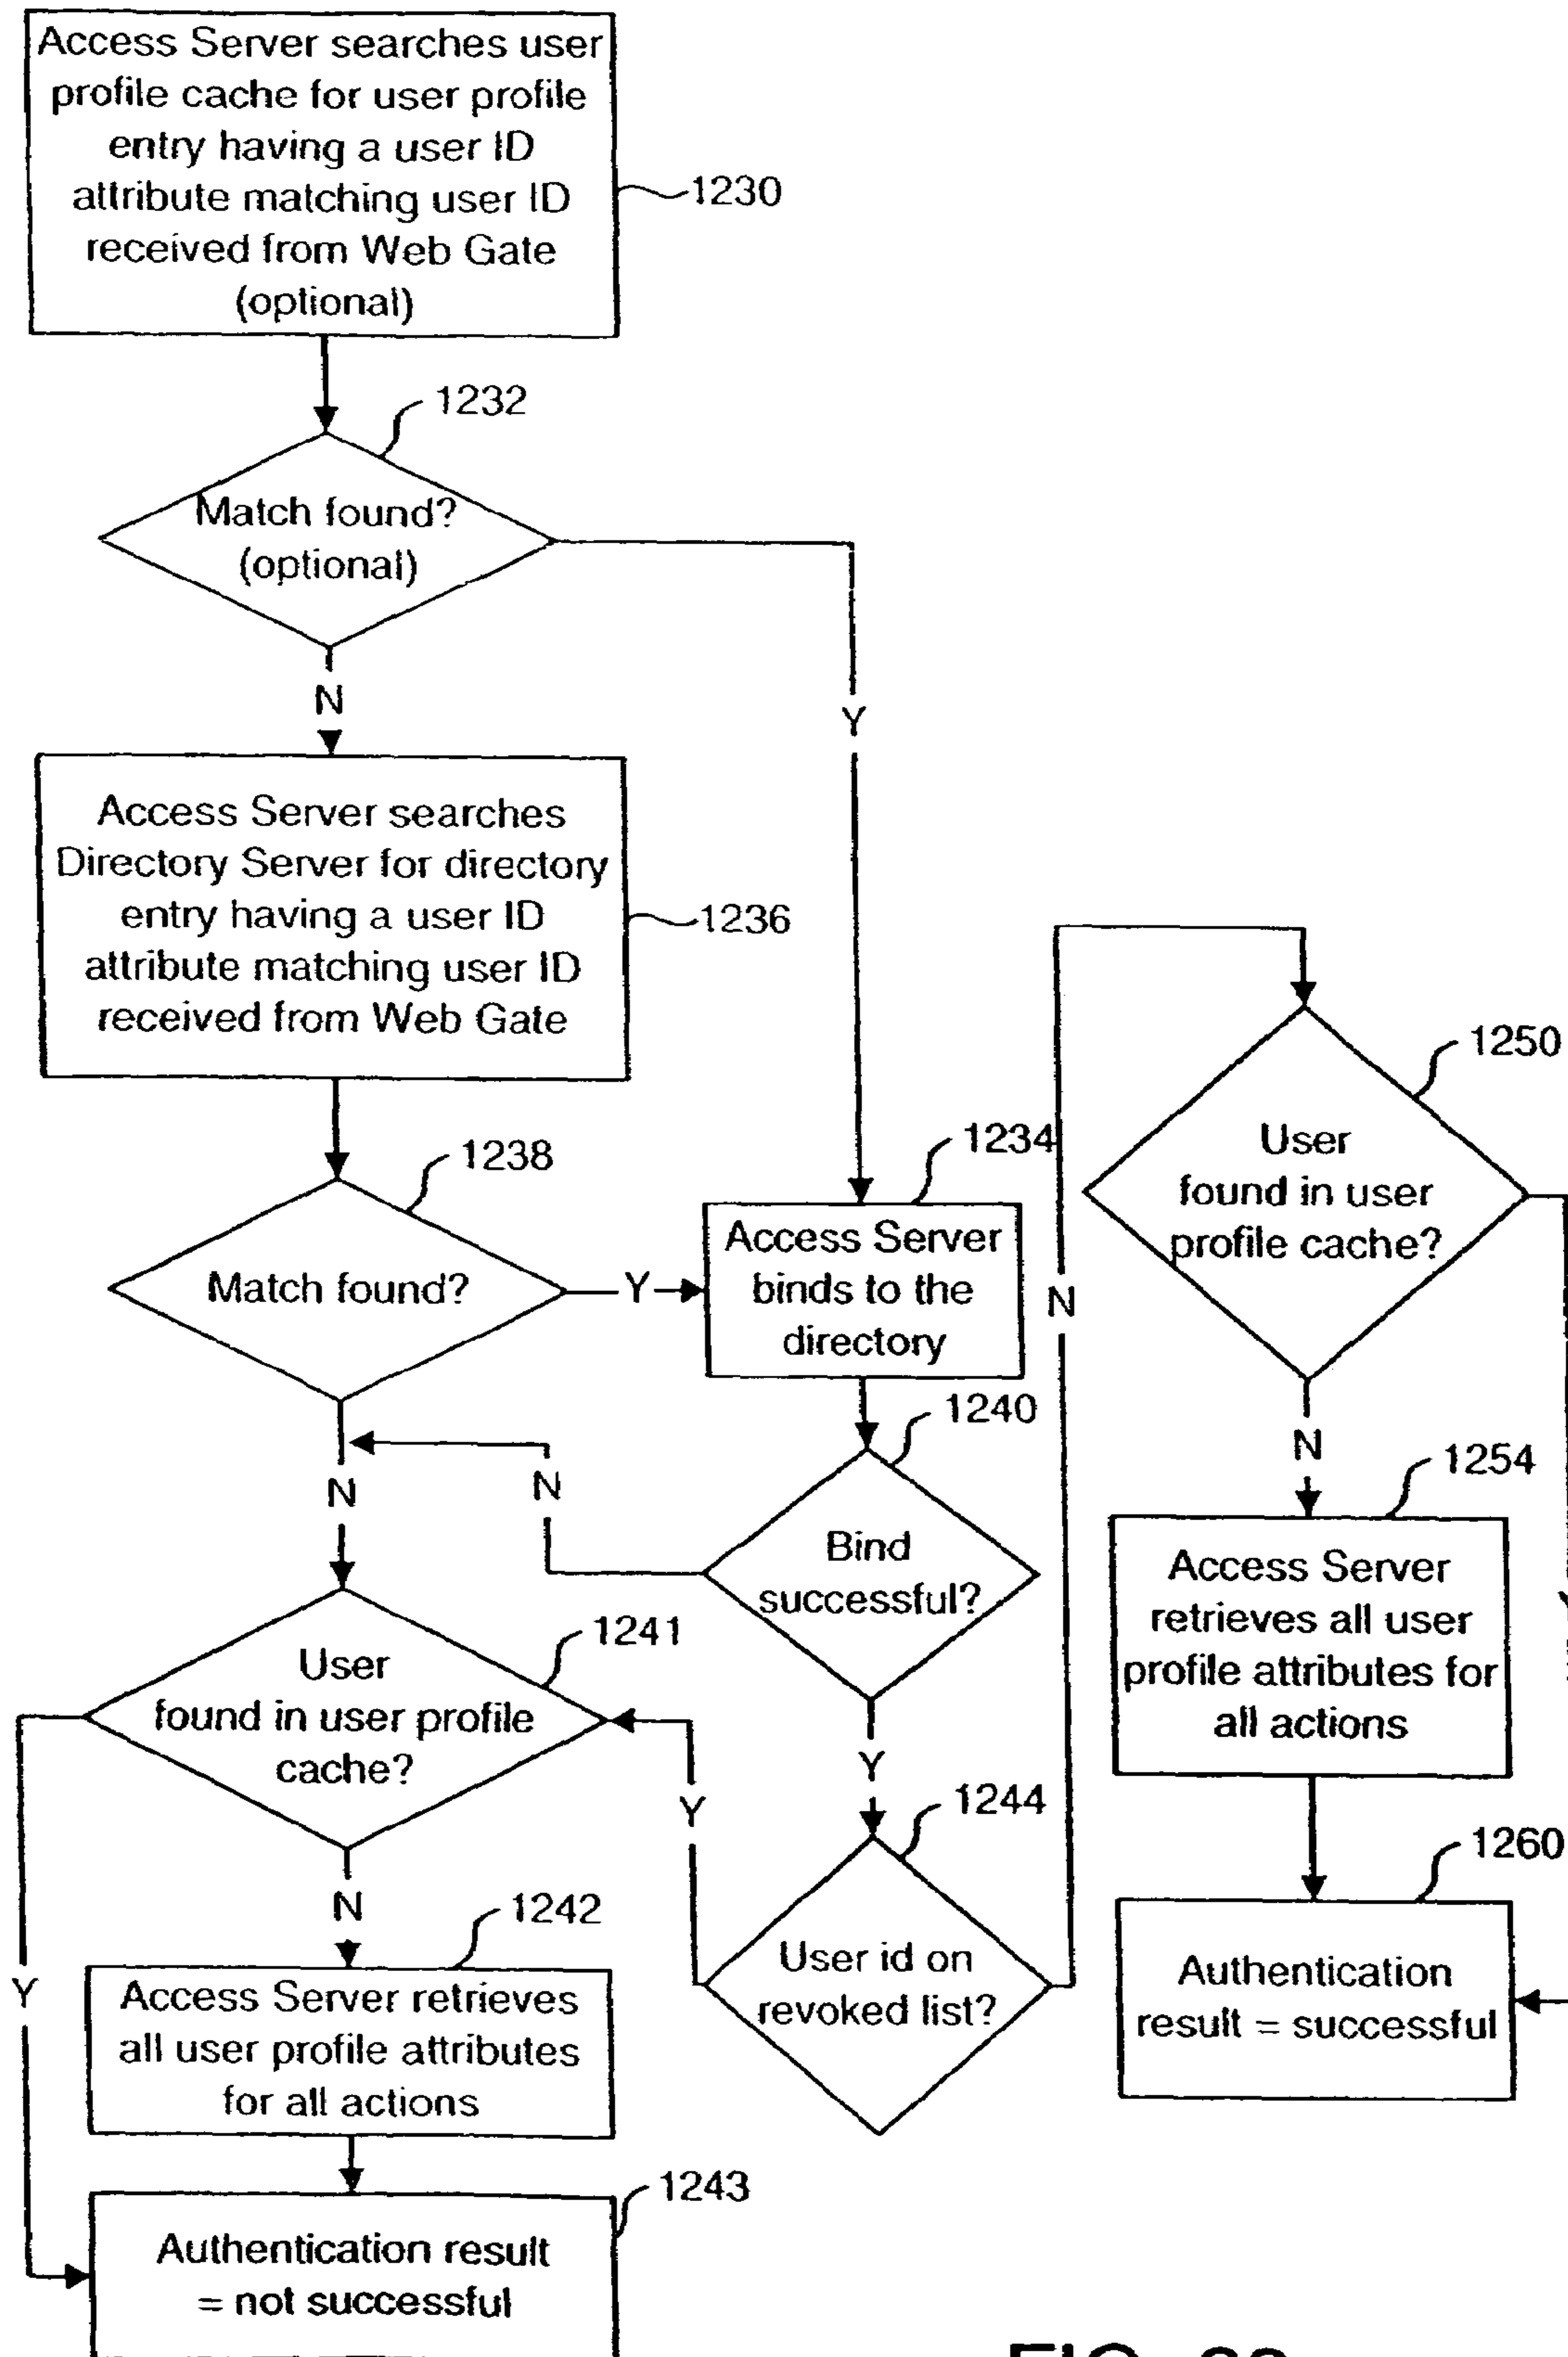 Access Server searches user
profile cache for user profile
entry having a user ID
attribute matching user ID
received from Web Gate
(optional)
1230
1232
Match found?
(optional)
N
Y
Access Server searches
Directory Server for directory
entry having a user ID
attribute matching user ID
received from Web Gate
1236
1238
Match found?
Y
N
1234
Access Server
binds to the
directory
1240
Bind
successful?
N
Y
1241
User
found in user profile
cache?
Y
N
1242
Access Server retrieves
all user profile attributes
for all actions
1243
Authentication result
= not successful
1244
User id on
revoked list?
Y
N
1250
User
found in user
profile cache?
N
1254
Access Server
retrieves all user
profile attributes for
all actions
1260
Authentication
result = successful
FIG.